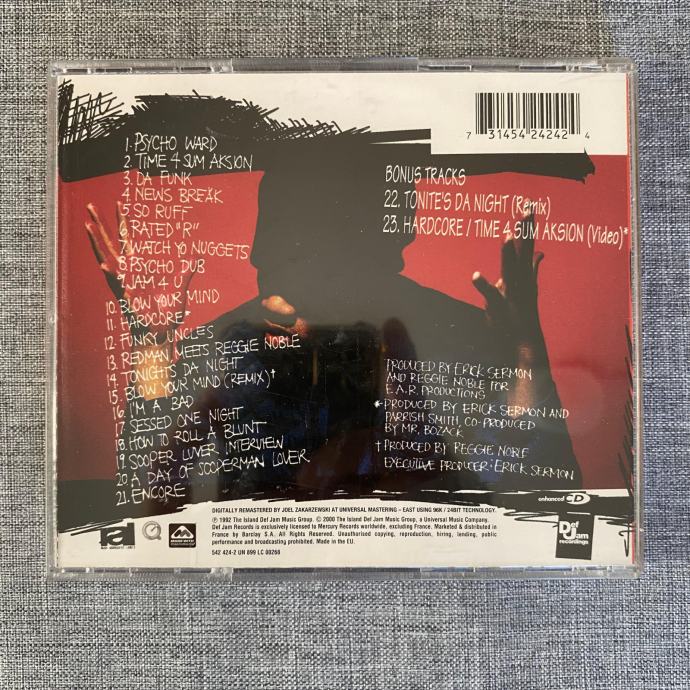 1. PSYCHO WARD
2. TIME 4 SUM AKSION
3. DA FUNK
4. NEWS BREAK
5. SO RUFF
6. RATED "R"
7. WATCH YO NUGGETS
8. PSYCHO DUB
9. JAM 4 U
10. BLOW YOUR MIND
11. HARDCORE*
12. FUNKY UNCLES
13. REDMAN MEETS REGGIE NOBLE
14. TONIGHTS DA NIGHT
15. BLOW YOUR MIND (REMIX)†
16. I'M A BAD
17. SESSED ONE NIGHT
18. HOW TO ROLL A BLUNT
19. SOOPER LUVER INTERVIEW
20. A DAY OF SOOPERMAN LOVER
21. ENCORE
7 31454 24242 4
BONUS TRACKS
22. TONITE'S DA NIGHT (Remix)
23. HARDCORE / TIME 4 SUM AKSION (Video)*
PRODUCED BY ERICK SERMON
AND REGGIE NOBLE FOR
E.A.R. PRODUCTIONS
*PRODUCED BY ERICK SERMON AND
PARRISH SMITH, CO-PRODUCED
BY MR. BOZACK
† PRODUCED BY REGGIE NOBLE
EXECUTIVE PRODUCER: ERICK SERMON
enhanced CD
DIGITALLY REMASTERED BY JOEL ZAKARZEWSKI AT UNIVERSAL MASTERING – EAST USING 96K / 24BIT TECHNOLOGY.
℗ 1992 The Island Def Jam Music Group. © 2000 The Island Def Jam Music Group, a Universal Music Company.
Def Jam Records is exclusively licensed to Mercury Records worldwide, excluding France. Marketed & distributed in
France by Barclay S.A.. All Rights Reserved. Unauthorised copying, reproduction, hiring, lending, public
performance and broadcasting prohibited. Made in the EU.
542 424-2 UN 899 LC 00268
Def
Jam
recordings